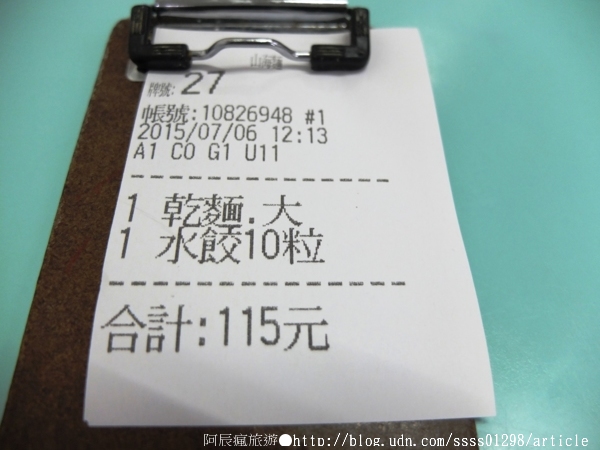 牌號: 27
帳號:10826948 #1
2015/07/06 12:13
A1 C0 G1 U11
1 乾麵.大
1 水餃10粒
合計:115元
阿辰瘋旅遊●http://blog.udn.com/ssss01298/article